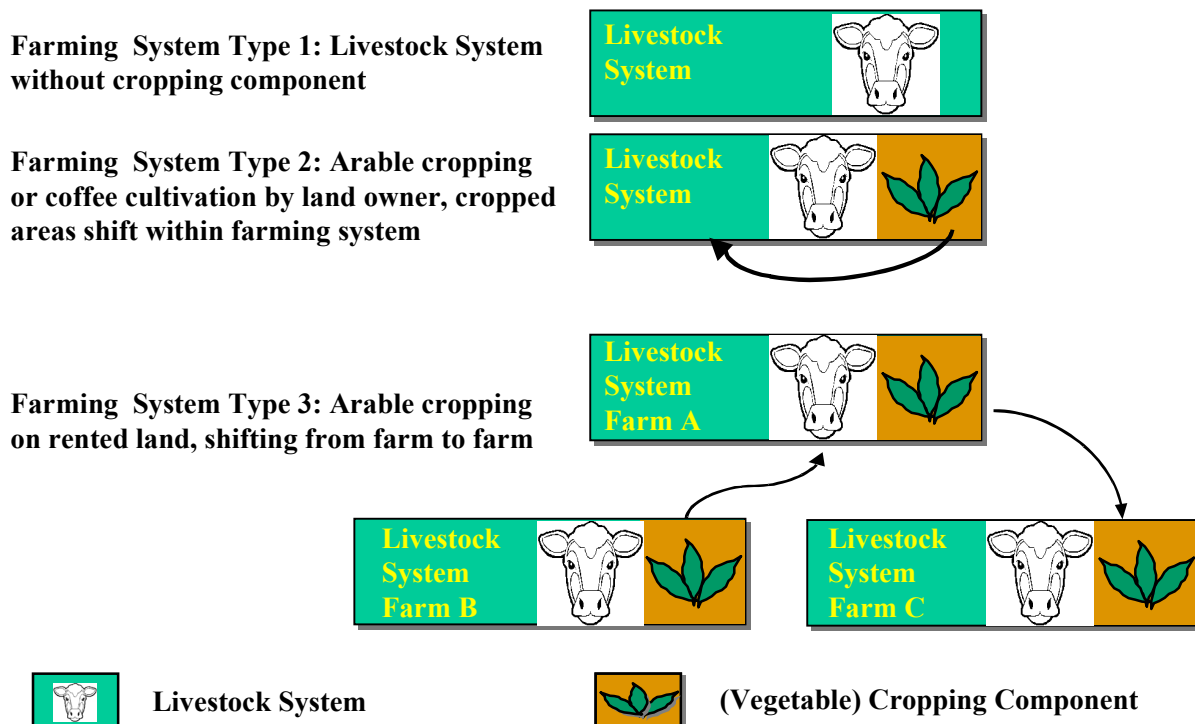 Farming System Type 1: Livestock System
without cropping component
Livestock
System
Farming System Type 2: Arable cropping
or coffee cultivation by land owner, cropped
areas shift within farming system
Livestock
System
Farming System Type 3: Arable cropping
on rented land, shifting from farm to farm
Livestock
System
Farm A
Livestock
System
Farm B
Livestock
System
Farm C
Livestock System
(Vegetable) Cropping Component